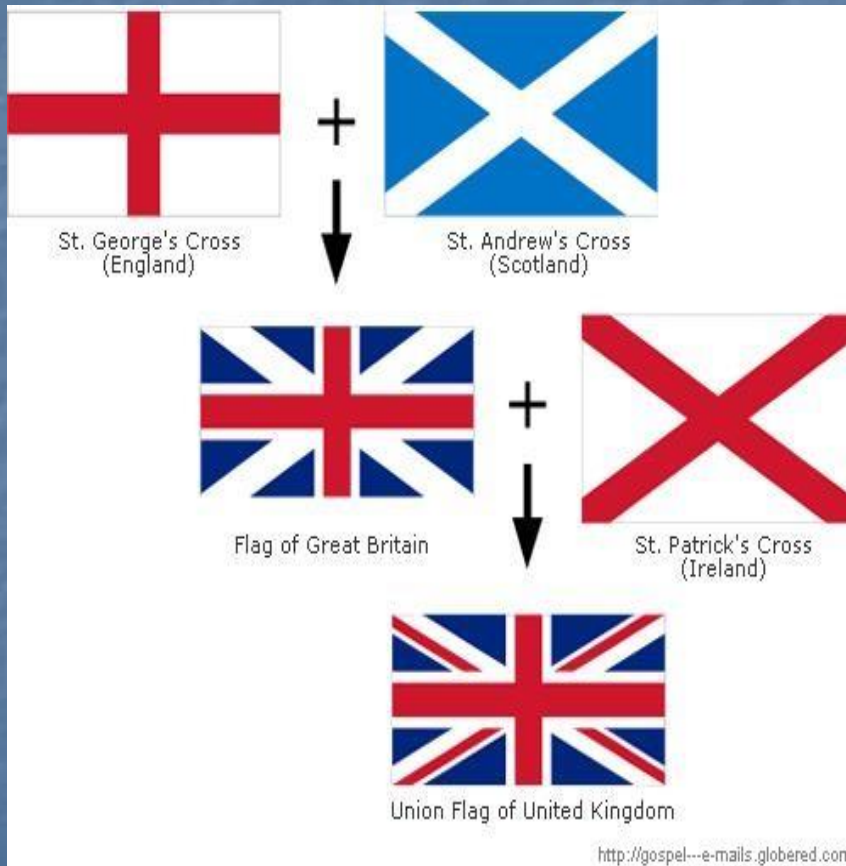 +
St. George's Cross
(England)
St. Andrew's Cross
(Scotland)
+
Flag of Great Britain
St. Patrick's Cross
(Ireland)
Union Flag of United Kingdom
http://gospel---e-mails.globered.com